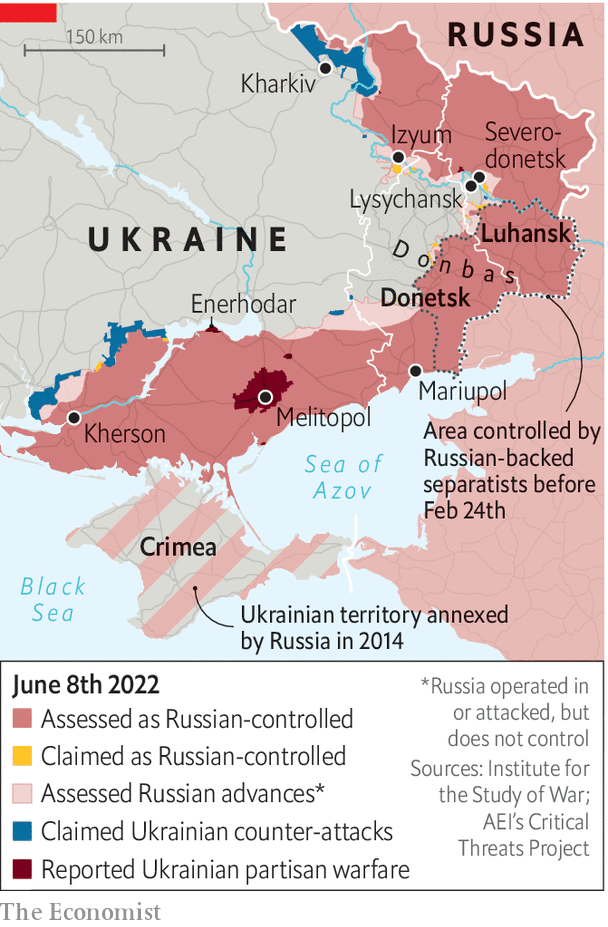 150 km
RUSSIA
Kharkiv
Izyum
Severo-
donetsk
Lysychansk
UKRAINE
Luhansk
Donbas
Enerhodar
Donetsk
Mariupol
Melitopol
Kherson
Area controlled by
Russian-backed
separatists before
Feb 24th
Sea of
Azov
Crimea
Black
Sea
Ukrainian territory annexed
by Russia in 2014
June 8th 2022
Assessed as Russian-controlled
Claimed as Russian-controlled
Assessed Russian advances*
Claimed Ukrainian counter-attacks
Reported Ukrainian partisan warfare
*Russia operated in
or attacked, but
does not control
Sources: Institute for
the Study of War;
AEI's Critical
Threats Project
The Economist